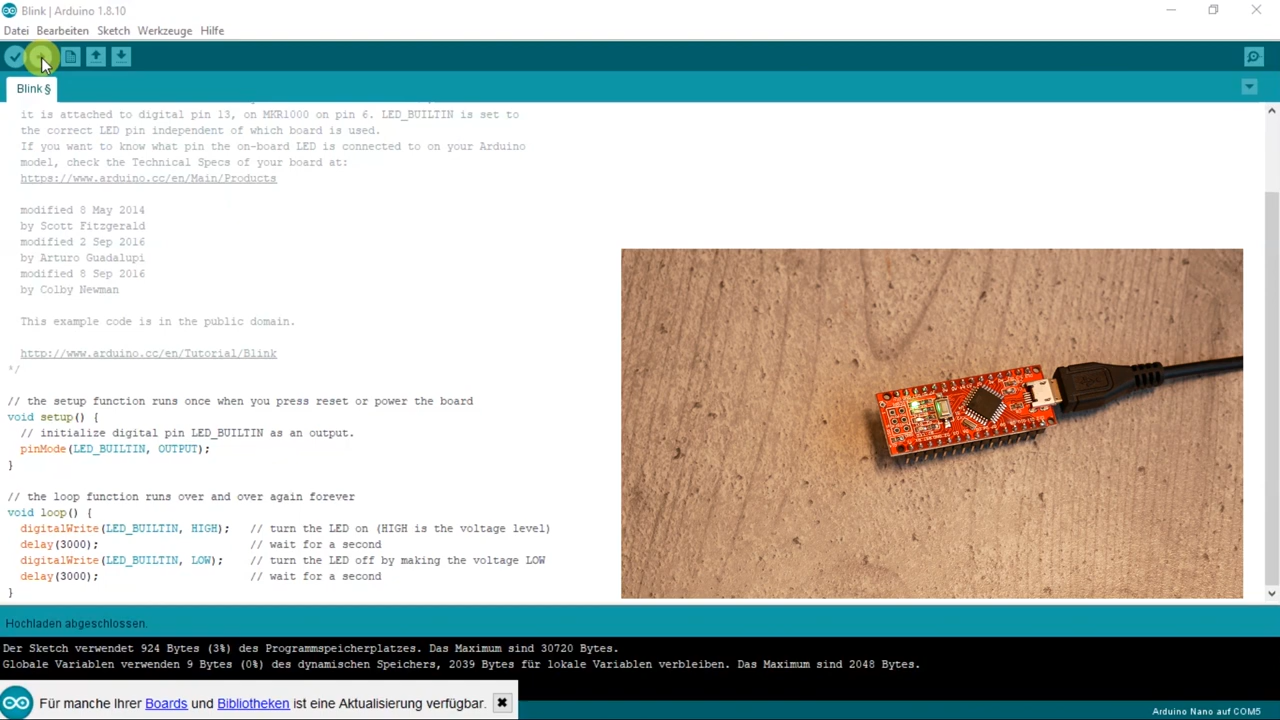 Blink | Arduino 1.8.10
Datei Bearbeiten Sketch Werkzeuge Hilfe
Blink §
it is attached to digital pin 13, on MKR1000 on pin 6. LED_BUILTIN is set to
the correct LED pin independent of which board is used.
If you want to know what pin the on-board LED is connected to on your Arduino
model, check the Technical Specs of your board at:
https://www.arduino.cc/en/Main/Products
modified 8 May 2014
by Scott Fitzgerald
modified 2 Sep 2016
by Arturo Guadalupi
modified 8 Sep 2016
by Colby Newman
This example code is in the public domain.
http://www.arduino.cc/en/Tutorial/Blink
*/
// the setup function runs once when you press reset or power the board
void setup() {
// initialize digital pin LED_BUILTIN as an output.
pinMode(LED_BUILTIN, OUTPUT);
}
// the loop function runs over and over again forever
void loop() {
digitalWrite(LED_BUILTIN, HIGH); // turn the LED on (HIGH is the voltage level)
delay(3000); // wait for a second
digitalWrite(LED_BUILTIN, LOW); // turn the LED off by making the voltage LOW
delay(3000); // wait for a second
}
Hochladen abgeschlossen.
Der Sketch verwendet 924 Bytes (3%) des Programmspeicherplatzes. Das Maximum sind 30720 Bytes.
Globale Variablen verwenden 9 Bytes (0%) des dynamischen Speichers, 2039 Bytes für lokale Variablen verbleiben. Das Maximum sind 2048 Bytes.
Für manche Ihrer Boards und Bibliotheken ist eine Aktualisierung verfügbar.
Arduino Nano auf COM5